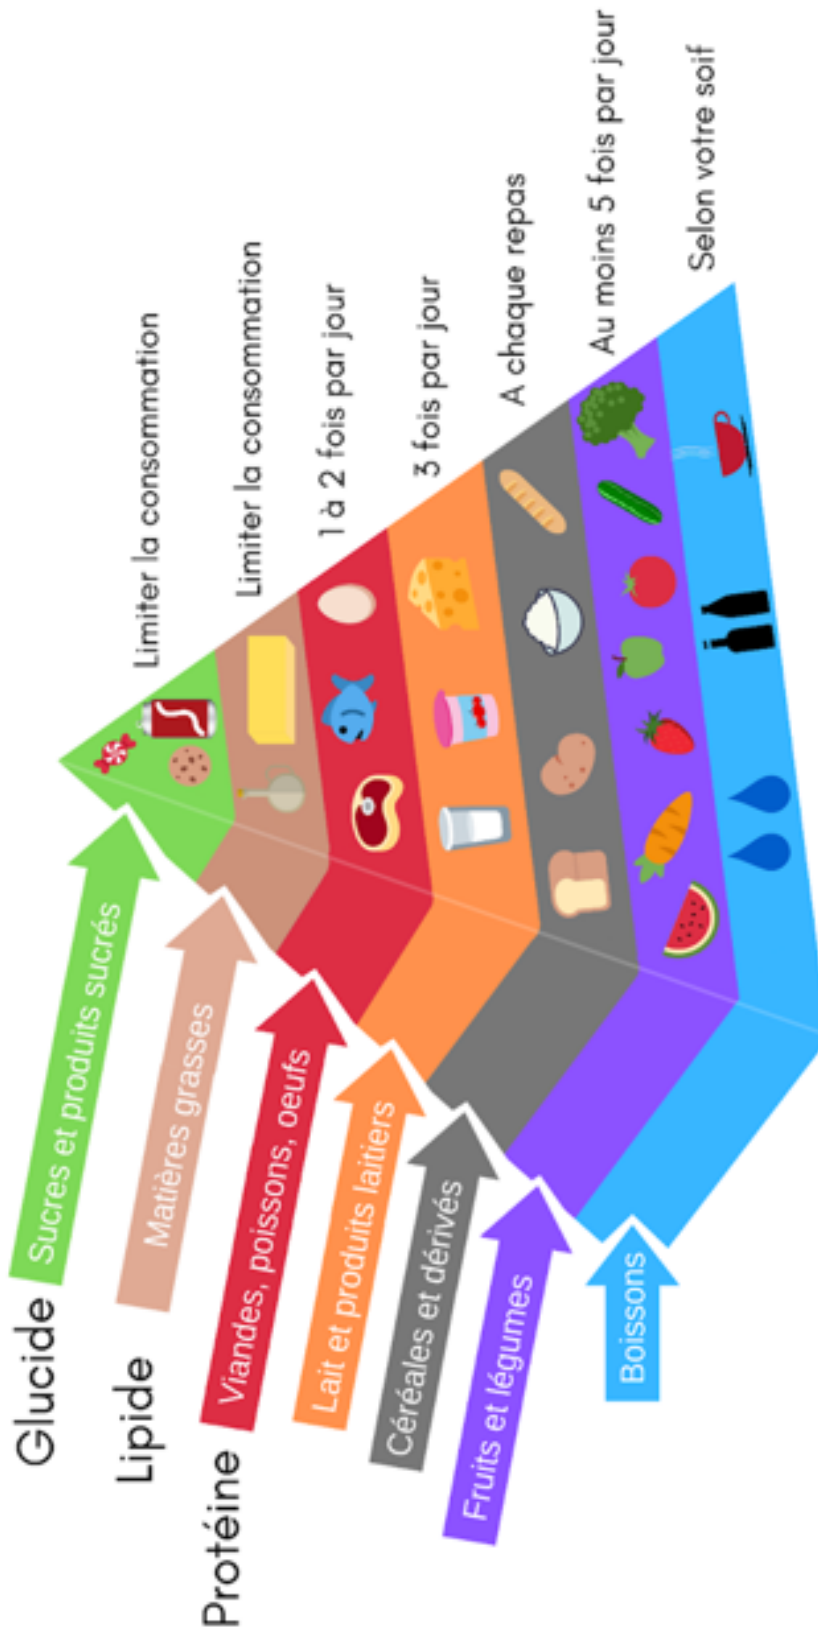 Glucide
Sucres et produits sucrés
Limiter la consommation
Lipide
Matières grasses
Limiter la consommation
Protéine
Viandes, poissons, oeufs
1 à 2 fois par jour
Lait et produits laitiers
3 fois par jour
Céréales et dérivés
A chaque repas
Fruits et légumes
Au moins 5 fois par jour
Boissons
Selon votre soif